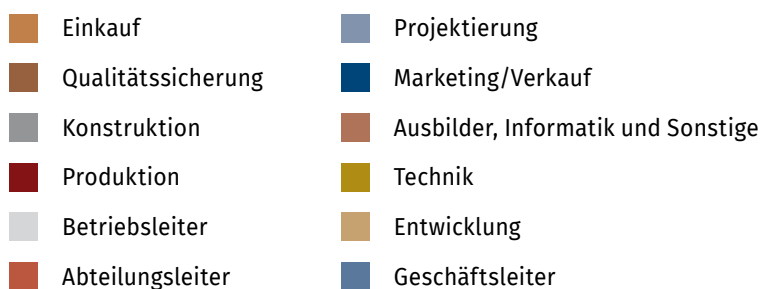 Einkauf
Qualitätssicherung
Konstruktion
Produktion
Betriebsleiter
Abteilungsleiter
Projektierung
Marketing/Verkauf
Ausbilder, Informatik und Sonstige
Technik
Entwicklung
Geschäftsleiter